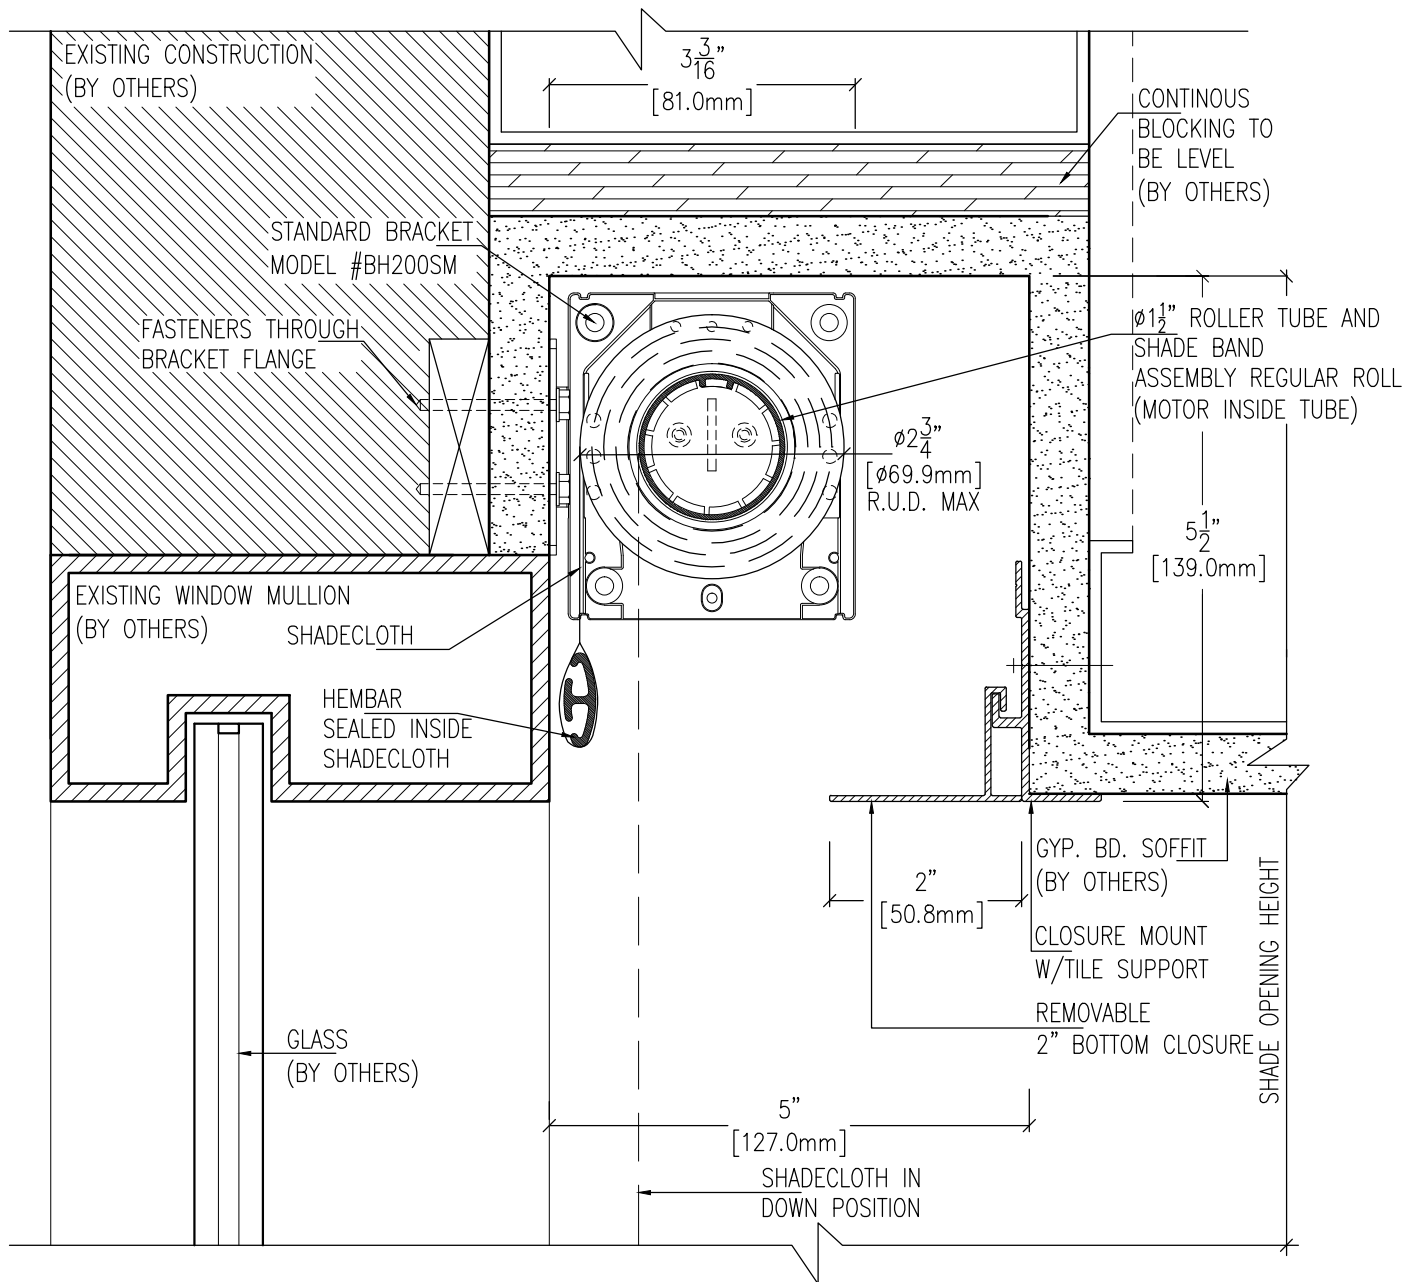 EXISTING CONSTRUCTION
(BY OTHERS)
3 3/16"
[81.0mm]
CONTINOUS
BLOCKING TO
BE LEVEL
(BY OTHERS)
STANDARD BRACKET
MODEL #BH200SM
FASTENERS THROUGH
BRACKET FLANGE
ø1 1/2" ROLLER TUBE AND
SHADE BAND
ASSEMBLY REGULAR ROLL
(MOTOR INSIDE TUBE)
ø2 3/4"
[ø69.9mm]
R.U.D. MAX
5 1/2"
[139.0mm]
EXISTING WINDOW MULLION
(BY OTHERS)
SHADECLOTH
HEMBAR
SEALED INSIDE
SHADECLOTH
GYP. BD. SOFFIT
(BY OTHERS)
2"
[50.8mm]
CLOSURE MOUNT
W/TILE SUPPORT
REMOVABLE
2" BOTTOM CLOSURE
SHADE OPENING HEIGHT
GLASS
(BY OTHERS)
5"
[127.0mm]
SHADECLOTH IN
DOWN POSITION